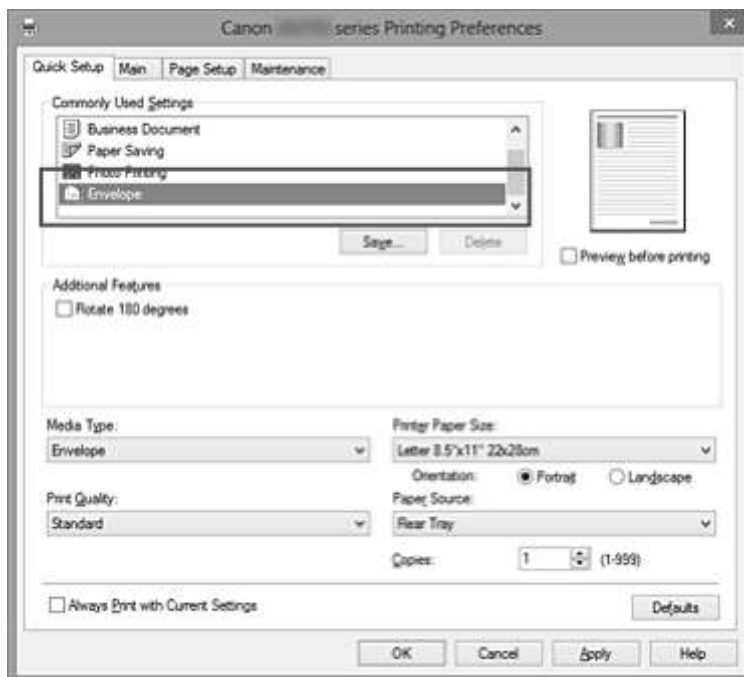 Canon series Printing Preferences
Quick Setup Main Page Setup Maintenance
Commonly Used Settings
Business Document
Paper Saving
Photo Printing
Envelope
Save... Delete
Preview before printing
Addtional Features
Rotate 180 degrees
Media Type:
Printer Paper Size:
Envelope
Letter 8.5"x11" 22x28cm
Orientation: Portrait Landscape
Print Quality:
Paper Source:
Standard
Rear Tray
Copies: 1 (1-999)
Always Print with Current Settings
Defaults
OK Cancel Apply Help